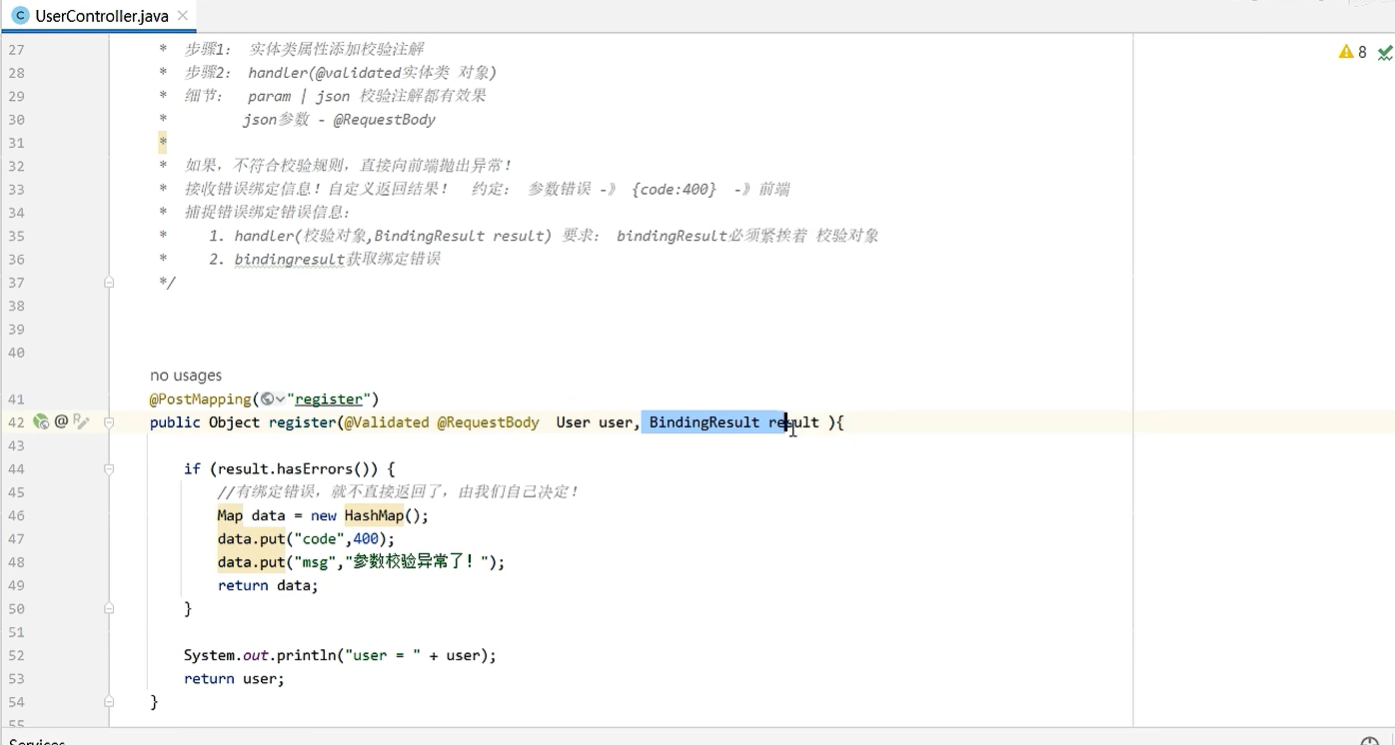 UserController.java
8
27 * 步骤1： 实体类属性添加校验注解
28 * 步骤2： handler(@validated实体类 对象)
29 * 细节： param | json 校验注解都有效果
30 * json参数 - @RequestBody
31 *
32 * 如果，不符合校验规则，直接向前端抛出异常！
33 * 接收错误绑定信息！自定义返回结果！ 约定： 参数错误 -》 {code:400} -》前端
34 * 捕捉错误绑定错误信息：
35 * 1. handler(校验对象,BindingResult result) 要求： bindingResult必须紧挨着 校验对象
36 * 2. bindingresult获取绑定错误
37 */
38
39
40
no usages
41 @PostMapping("register")
42 @ public Object register(@Validated @RequestBody User user, BindingResult result ){
43
44 if (result.hasErrors()) {
45 //有绑定错误，就不直接返回了，由我们自己决定！
46 Map data = new HashMap();
47 data.put("code",400);
48 data.put("msg","参数校验异常了！");
49 return data;
50 }
51
52 System.out.println("user = " + user);
53 return user;
54 }
55
Services